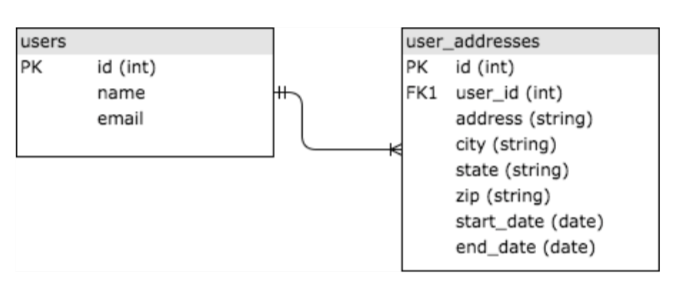 users
PK id (int)
name
email
user_addresses
PK id (int)
FK1 user_id (int)
address (string)
city (string)
state (string)
zip (string)
start_date (date)
end_date (date)